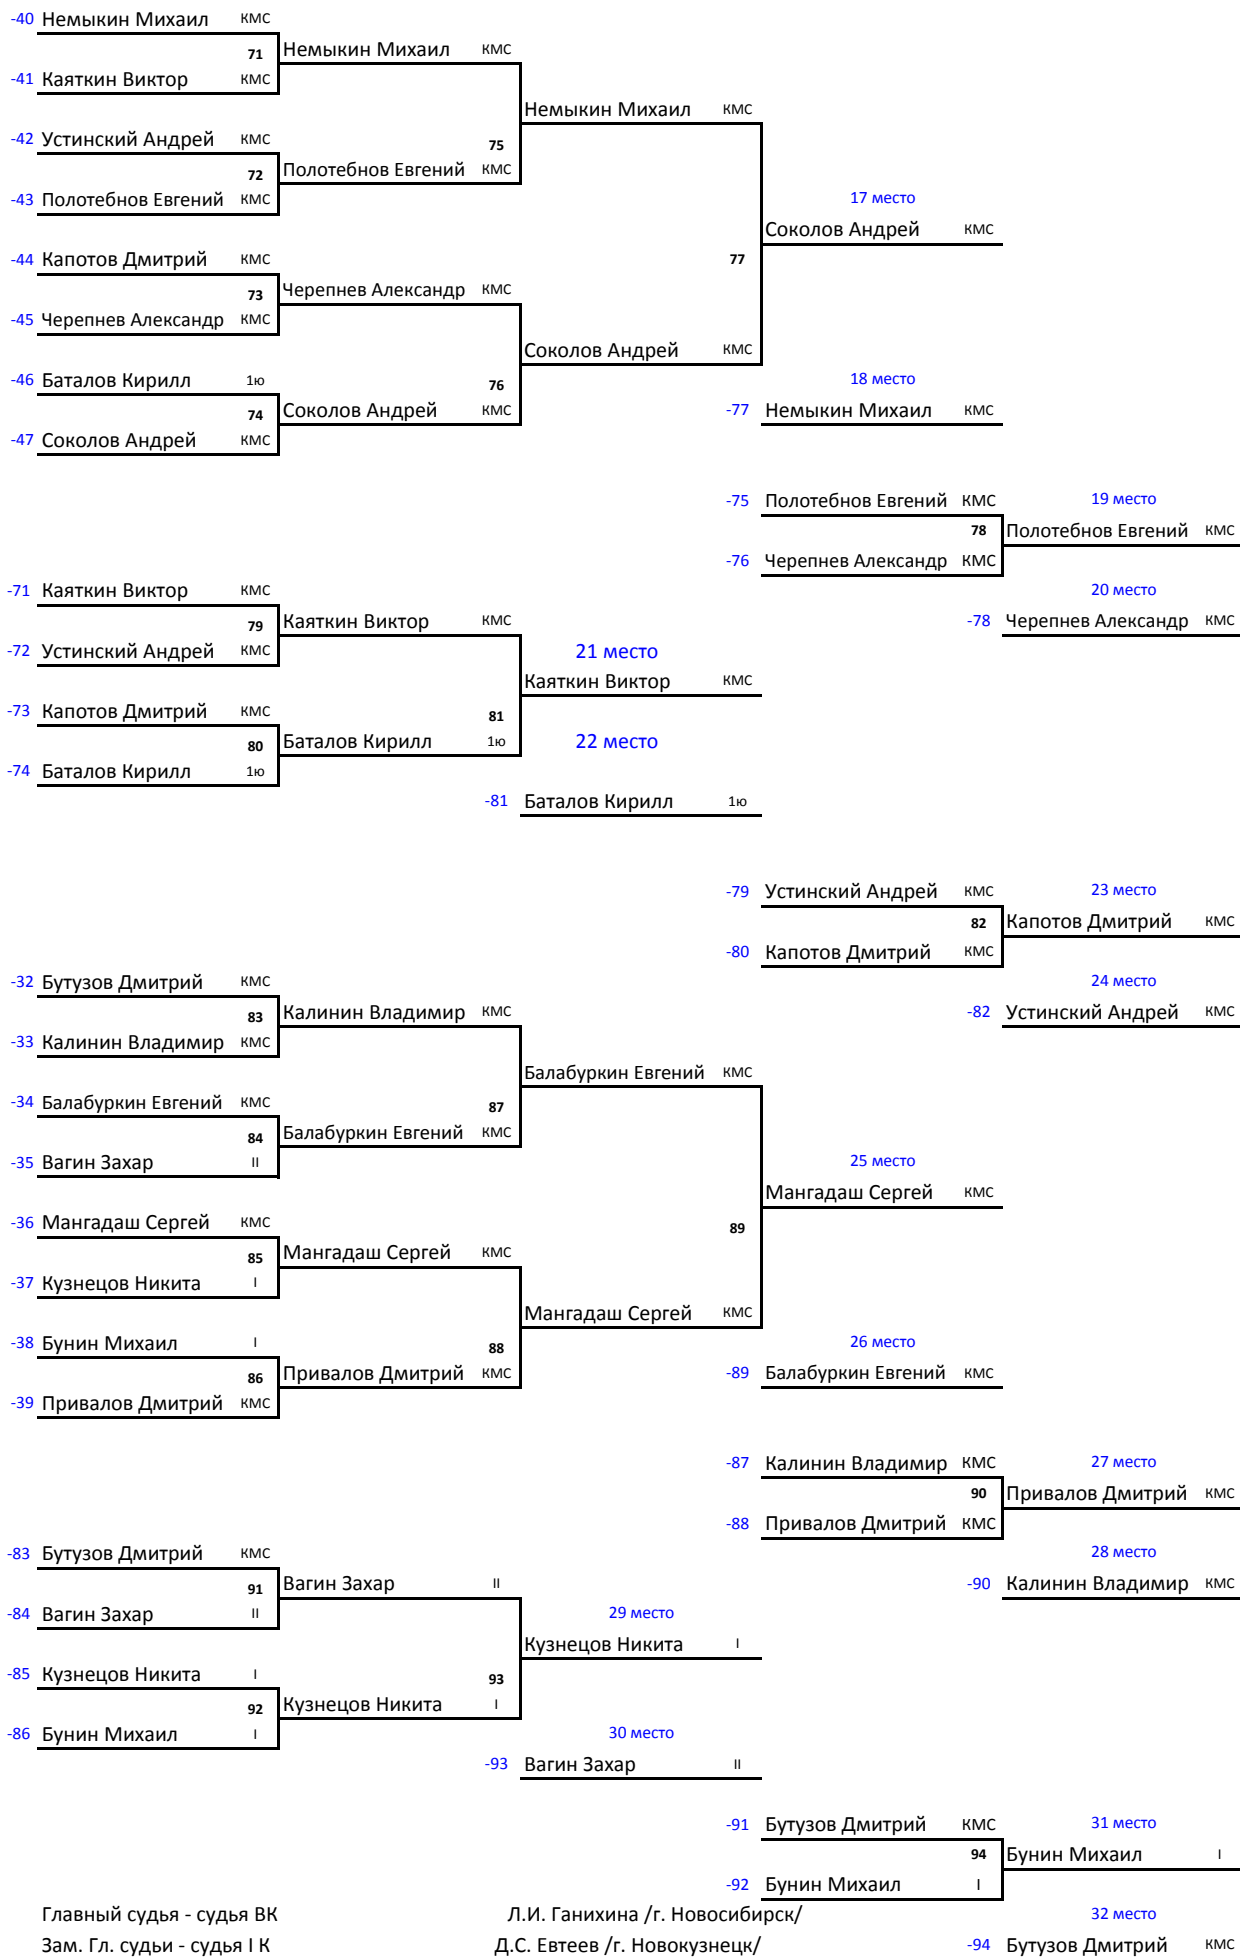 -40 Немыкин Михаил КМС
71 Немыкин Михаил КМС
-41 Каяткин Виктор КМС
Немыкин Михаил КМС
-42 Устинский Андрей КМС 75
72 Полотебнов Евгений КМС
-43 Полотебнов Евгений КМС 17 место
Соколов Андрей КМС
-44 Капотов Дмитрий КМС 77
73 Черепнев Александр КМС
-45 Черепнев Александр КМС
Соколов Андрей КМС
-46 Баталов Кирилл 1ю 76 18 место
74 Соколов Андрей КМС -77 Немыкин Михаил КМС
-47 Соколов Андрей КМС
-75 Полотебнов Евгений КМС 19 место
78 Полотебнов Евгений КМС
-76 Черепнев Александр КМС
-71 Каяткин Виктор КМС 20 место
79 Каяткин Виктор КМС -78 Черепнев Александр КМС
-72 Устинский Андрей КМС 21 место
Каяткин Виктор КМС
-73 Капотов Дмитрий КМС 81
80 Баталов Кирилл 1ю 22 место
-74 Баталов Кирилл 1ю
-81 Баталов Кирилл 1ю
-79 Устинский Андрей КМС 23 место
82 Капотов Дмитрий КМС
-80 Капотов Дмитрий КМС
-32 Бутузов Дмитрий КМС 24 место
83 Калинин Владимир КМС -82 Устинский Андрей КМС
-33 Калинин Владимир КМС
Балабуркин Евгений КМС
-34 Балабуркин Евгений КМС 87
84 Балабуркин Евгений КМС
-35 Вагин Захар II 25 место
Мангадаш Сергей КМС
-36 Мангадаш Сергей КМС 89
85 Мангадаш Сергей КМС
-37 Кузнецов Никита I
Мангадаш Сергей КМС
-38 Бунин Михаил I 88 26 место
86 Привалов Дмитрий КМС -89 Балабуркин Евгений КМС
-39 Привалов Дмитрий КМС
-87 Калинин Владимир КМС 27 место
90 Привалов Дмитрий КМС
-88 Привалов Дмитрий КМС
-83 Бутузов Дмитрий КМС 28 место
91 Вагин Захар II -90 Калинин Владимир КМС
-84 Вагин Захар II 29 место
Кузнецов Никита I
-85 Кузнецов Никита I 93
92 Кузнецов Никита I
-86 Бунин Михаил I 30 место
-93 Вагин Захар II
-91 Бутузов Дмитрий КМС 31 место
94 Бунин Михаил I
-92 Бунин Михаил I
Главный судья - судья ВК Л.И. Ганихина /г. Новосибирск/ 32 место
Зам. Гл. судьи - судья I К Д.С. Евтеев /г. Новокузнецк/ -94 Бутузов Дмитрий КМС